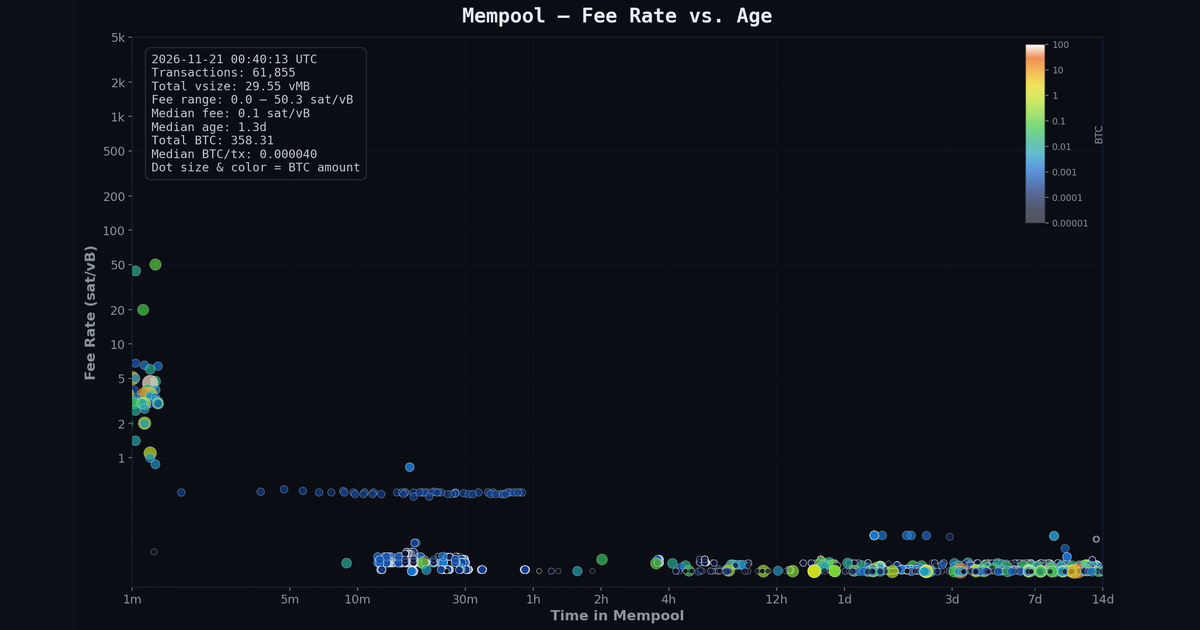 Mempool — Fee Rate vs. Age
2026-11-21 00:40:13 UTC
Transactions: 61,855
Total vsize: 29.55 vMB
Fee range: 0.0 – 50.3 sat/vB
Median fee: 0.1 sat/vB
Median age: 1.3d
Total BTC: 358.31
Median BTC/tx: 0.000040
Dot size & color = BTC amount
100
10
1
0.1
0.01
0.001
0.0001
0.00001
BTC
Fee Rate (sat/vB)
5k
2k
1k
500
200
100
50
20
10
5
2
1
1m
5m
10m
30m
1h
2h
4h
12h
1d
3d
7d
14d
Time in Mempool